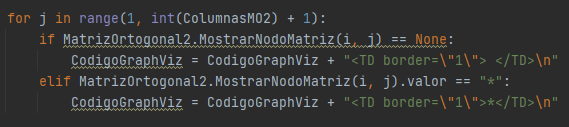 for j in range(1, int(ColumnasMO2) + 1):
if MatrizOrtogonal2.MostrarNodoMatriz(i, j) == None:
CodigoGraphViz = CodigoGraphViz + "<TD border=\"1\"> </TD>\n"
elif MatrizOrtogonal2.MostrarNodoMatriz(i, j).valor == "*":
CodigoGraphViz = CodigoGraphViz + "<TD border=\"1\">*</TD>\n"